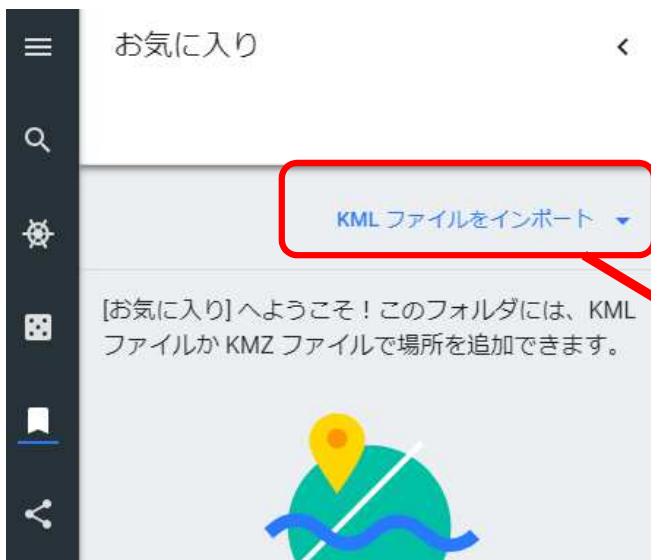 お気に入り
KML ファイルをインポート
[お気に入り] へようこそ！このフォルダには、KML
ファイルか KMZ ファイルで場所を追加できます。